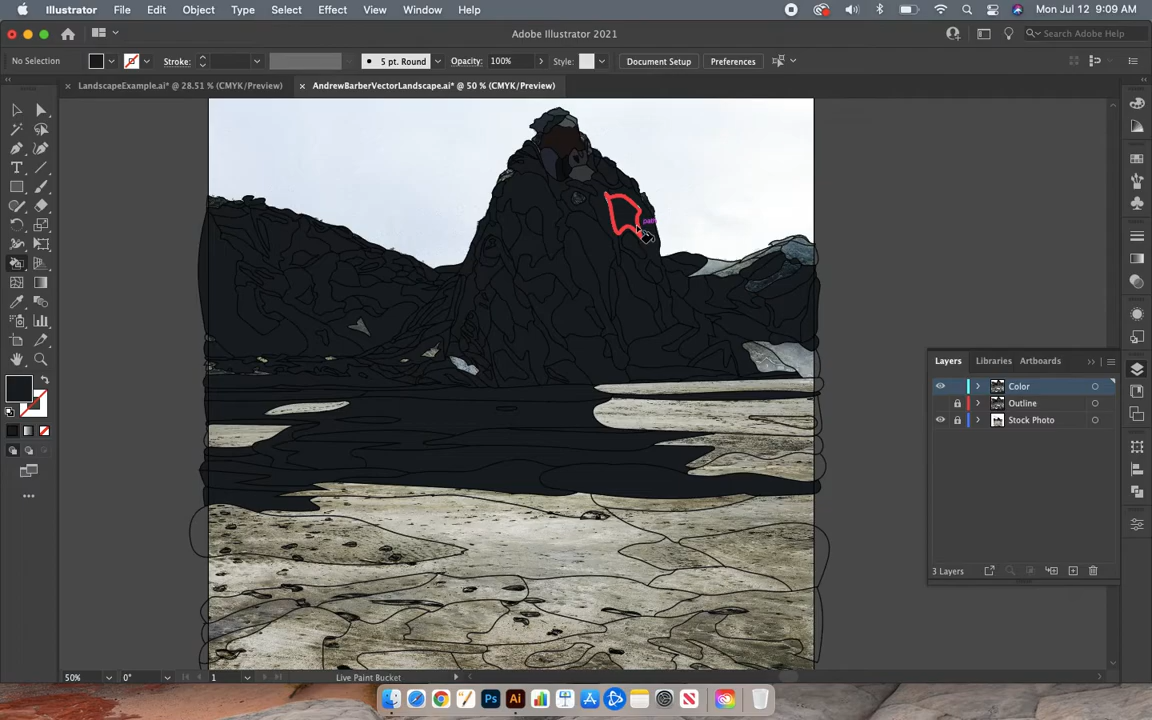 Illustrator File Edit Object Type Select Effect View Window Help Mon Jul 12 9:09 AM
Adobe Illustrator 2021 Search Adobe Help
No Selection Stroke: 5 pt. Round Opacity: 100% Style: Document Setup Preferences
× LandscapeExample.ai* @ 28.51 % (CMYK/Preview) × AndrewBarberVectorLandscape.ai* @ 50 % (CMYK/Preview)
Layers Libraries Artboards
Color
Outline
Stock Photo
3 Layers
50% 0° 1 Live Paint Bucket